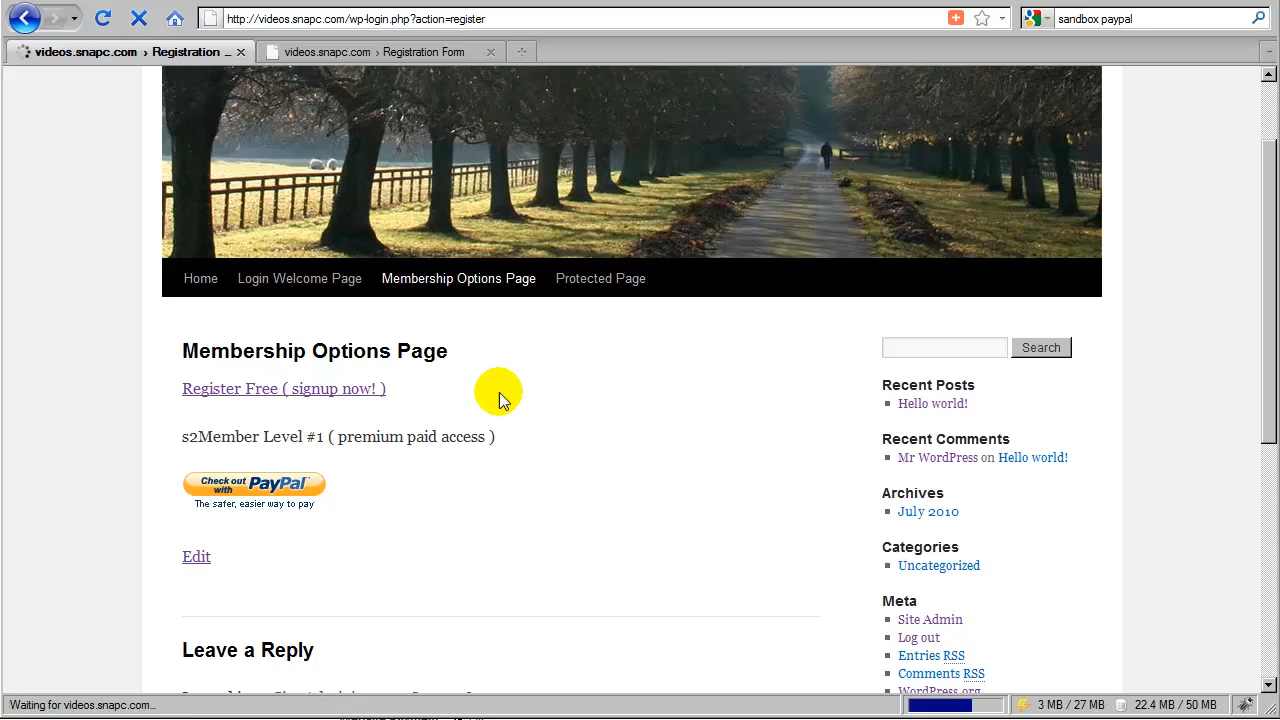 http://videos.snapc.com/wp-login.php?action=register
sandbox paypal
videos.snapc.com › Registration ...
videos.snapc.com › Registration Form
Home
Login Welcome Page
Membership Options Page
Protected Page
Membership Options Page
Register Free ( signup now! )
s2Member Level #1 ( premium paid access )
Check out with PayPal
The safer, easier way to pay
Edit
Leave a Reply
Search
Recent Posts
Hello world!
Recent Comments
Mr WordPress on Hello world!
Archives
July 2010
Categories
Uncategorized
Meta
Site Admin
Log out
Entries RSS
Comments RSS
WordPress.org
Waiting for videos.snapc.com...
3 MB / 27 MB
22.4 MB / 50 MB